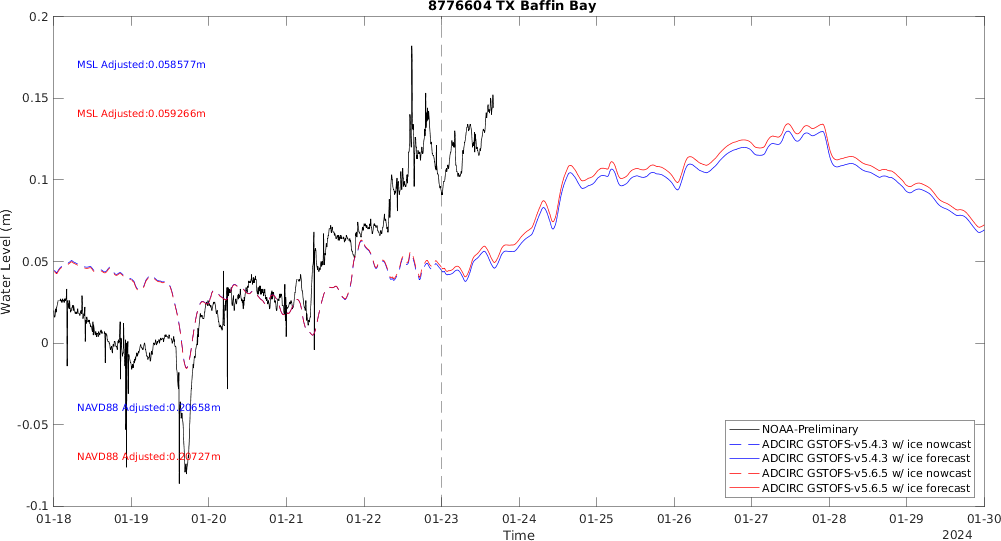 8776604 TX Baffin Bay
0.2
0.15
0.1
0.05
0
-0.05
-0.1
Water Level (m)
MSL Adjusted:0.058577m
MSL Adjusted:0.059266m
NAVD88 Adjusted:0.20658m
NAVD88 Adjusted:0.20727m
NOAA-Preliminary
ADCIRC GSTOFS-v5.4.3 w/ ice nowcast
ADCIRC GSTOFS-v5.4.3 w/ ice forecast
ADCIRC GSTOFS-v5.6.5 w/ ice nowcast
ADCIRC GSTOFS-v5.6.5 w/ ice forecast
01-18 01-19 01-20 01-21 01-22 01-23 01-24 01-25 01-26 01-27 01-28 01-29 01-30
Time
2024